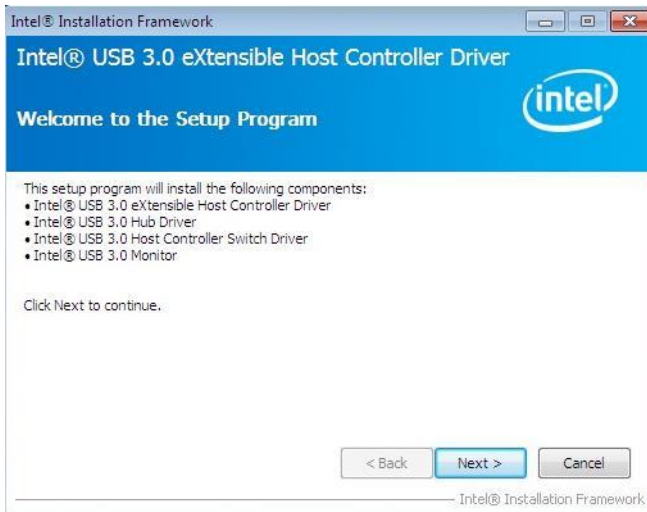 Intel® Installation Framework
Intel® USB 3.0 eXtensible Host Controller Driver
intel
Welcome to the Setup Program
This setup program will install the following components:
• Intel® USB 3.0 eXtensible Host Controller Driver
• Intel® USB 3.0 Hub Driver
• Intel® USB 3.0 Host Controller Switch Driver
• Intel® USB 3.0 Monitor
Click Next to continue.
< Back Next > Cancel
Intel® Installation Framework